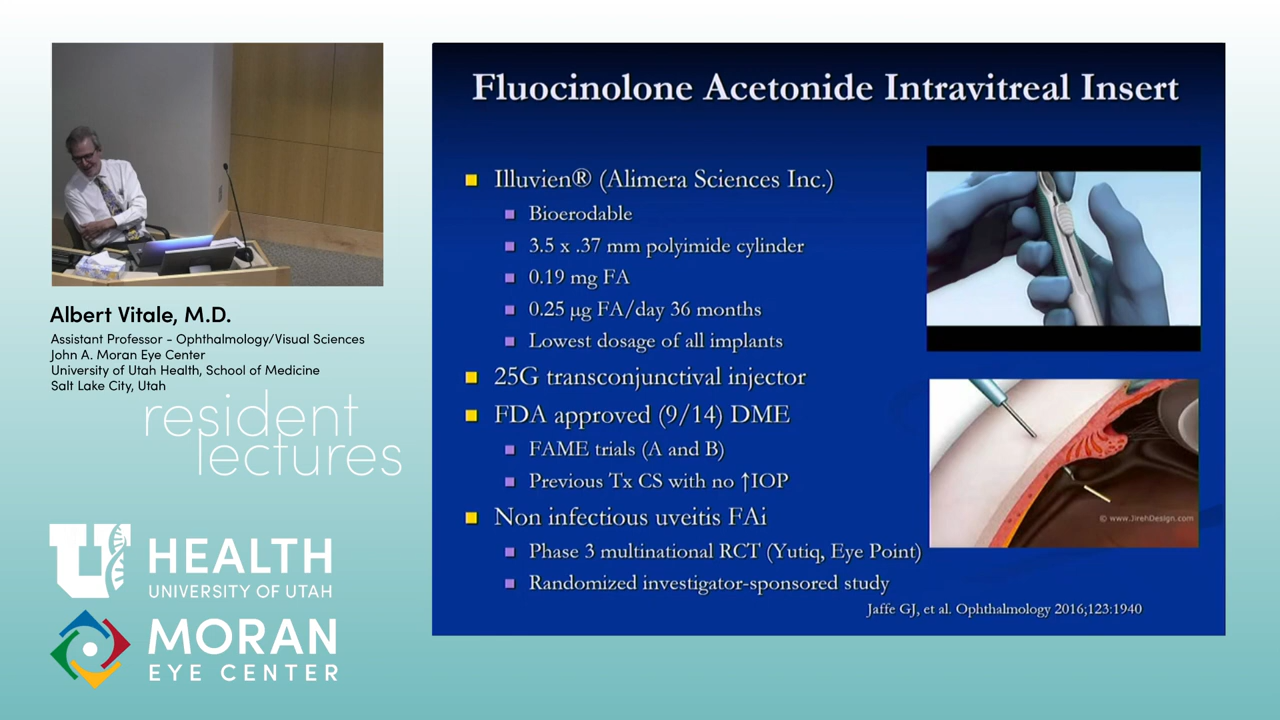 Fluocinolone Acetonide Intravitreal Insert
Illuvien® (Alimera Sciences Inc.)
Bioerodable
3.5 x .37 mm polyimide cylinder
0.19 mg FA
0.25 µg FA/day 36 months
Lowest dosage of all implants
25G transconjunctival injector
FDA approved (9/14) DME
FAME trials (A and B)
Previous Tx CS with no ↑IOP
Non infectious uveitis FAi
Phase 3 multinational RCT (Yutiq, Eye Point)
Randomized investigator-sponsored study
Jaffe GJ, et al. Ophthalmology 2016;123:1940
© www.JirehDesign.com
Albert Vitale, M.D.
Assistant Professor - Ophthalmology/Visual Sciences
John A. Moran Eye Center
University of Utah Health, School of Medicine
Salt Lake City, Utah
resident
lectures
U HEALTH
UNIVERSITY OF UTAH
MORAN
EYE CENTER